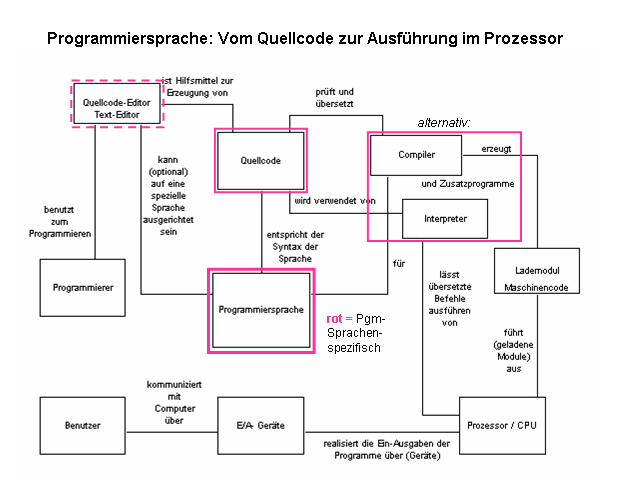 Programmiersprache: Vom Quellcode zur Ausführung im Prozessor
ist Hilfsmittel zur
Erzeugung von
prüft und
übersetzt
Quellcode-Editor
Text-Editor
alternativ:
Quellcode
Compiler
erzeugt
kann
(optional)
auf eine
spezielle
Sprache
ausgerichtet
sein
und Zusatzprogramme
wird verwendet von
Interpreter
benutzt
zum
Programmieren
entspricht der
Syntax der
Sprache
für
lässt
übersetzte
Befehle
ausführen
von
Lademodul
Maschinencode
Programmierer
Programmiersprache
rot = Pgm-
Sprachen-
spezifisch
führt
(geladene
Module)
aus
kommuniziert
mit
Computer
über
Benutzer
E/A- Geräte
Prozessor / CPU
realisiert die Ein-Ausgaben der
Programme über (Geräte)